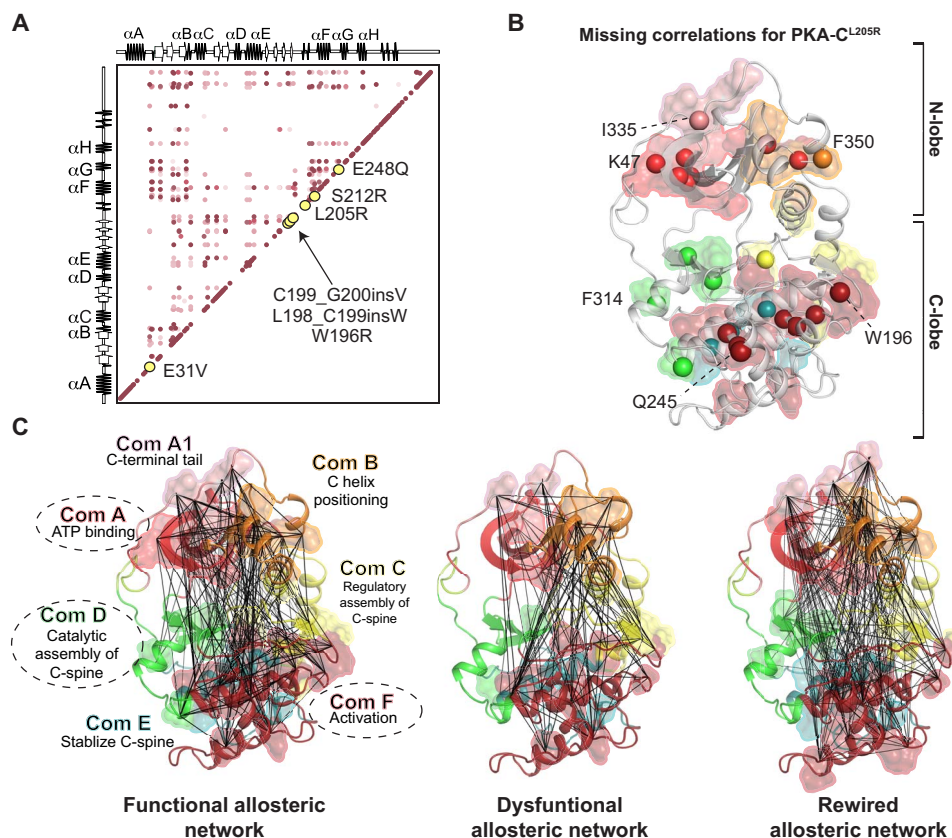 A
αA αB αC αD αE αF αG αH
αH
αG
αF
αE
αD
αC
αB
αA
E248Q
S212R
L205R
C199_G200insV
L198_C199insW
W196R
E31V
B
Missing correlations for PKA-C^L205R
I335
K47
F350
F314
W196
Q245
N-lobe
C-lobe
C
Com A1
C-terminal tail
Com B
C helix
positioning
Com A
ATP binding
Com C
Regulatory
assembly of
C-spine
Com D
Catalytic
assembly of
C-spine
Com F
Activation
Com E
Stablize C-spine
Functional allosteric
network
Dysfuntional
allosteric network
Rewired
allosteric network